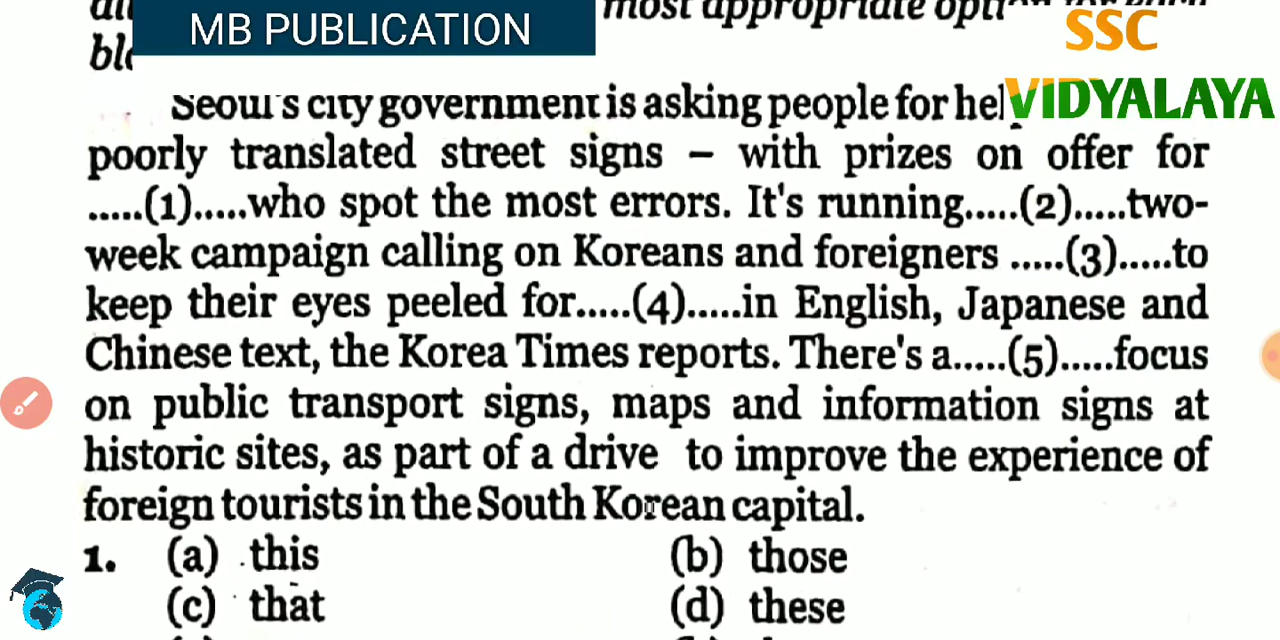 most appropriate
MB PUBLICATION
SSC
VIDYALAYA
Seoul's city government is asking people for
poorly translated street signs – with prizes on offer for
.....(1).....who spot the most errors. It's running.....(2).....two-
week campaign calling on Koreans and foreigners .....(3).....to
keep their eyes peeled for.....(4).....in English, Japanese and
Chinese text, the Korea Times reports. There's a.....(5).....focus
on public transport signs, maps and information signs at
historic sites, as part of a drive to improve the experience of
foreign tourists in the South Korean capital.
1. (a) this (b) those
(c) that (d) these